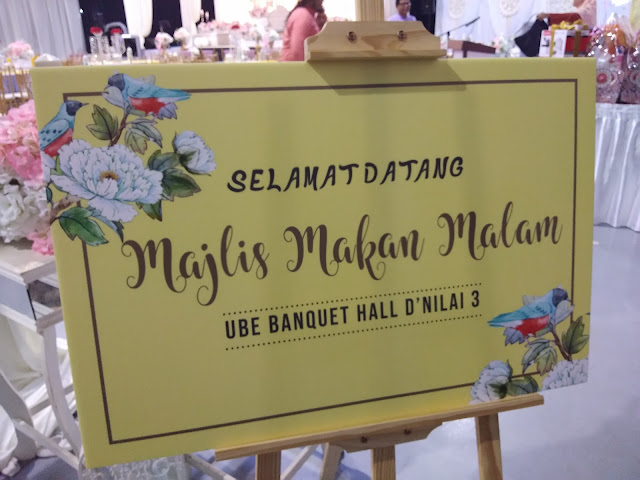 SELAMAT DATANG
Majlis Makan Malam
UBE BANQUET HALL D'NILAI 3